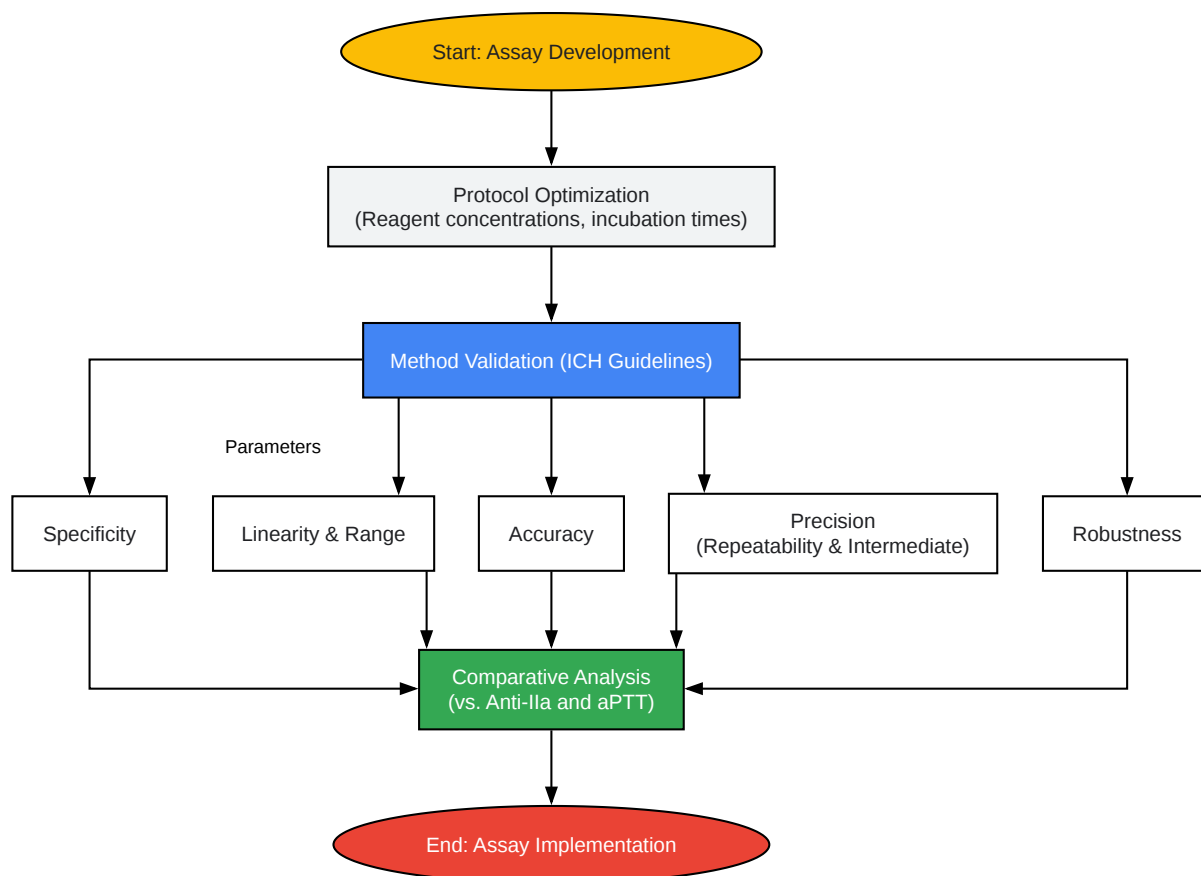 Start: Assay Development
Protocol Optimization
(Reagent concentrations, incubation times)
Method Validation (ICH Guidelines)
Parameters
Specificity
Linearity & Range
Accuracy
Precision
(Repeatability & Intermediate)
Robustness
Comparative Analysis
(vs. Anti-IIa and aPTT)
End: Assay Implementation